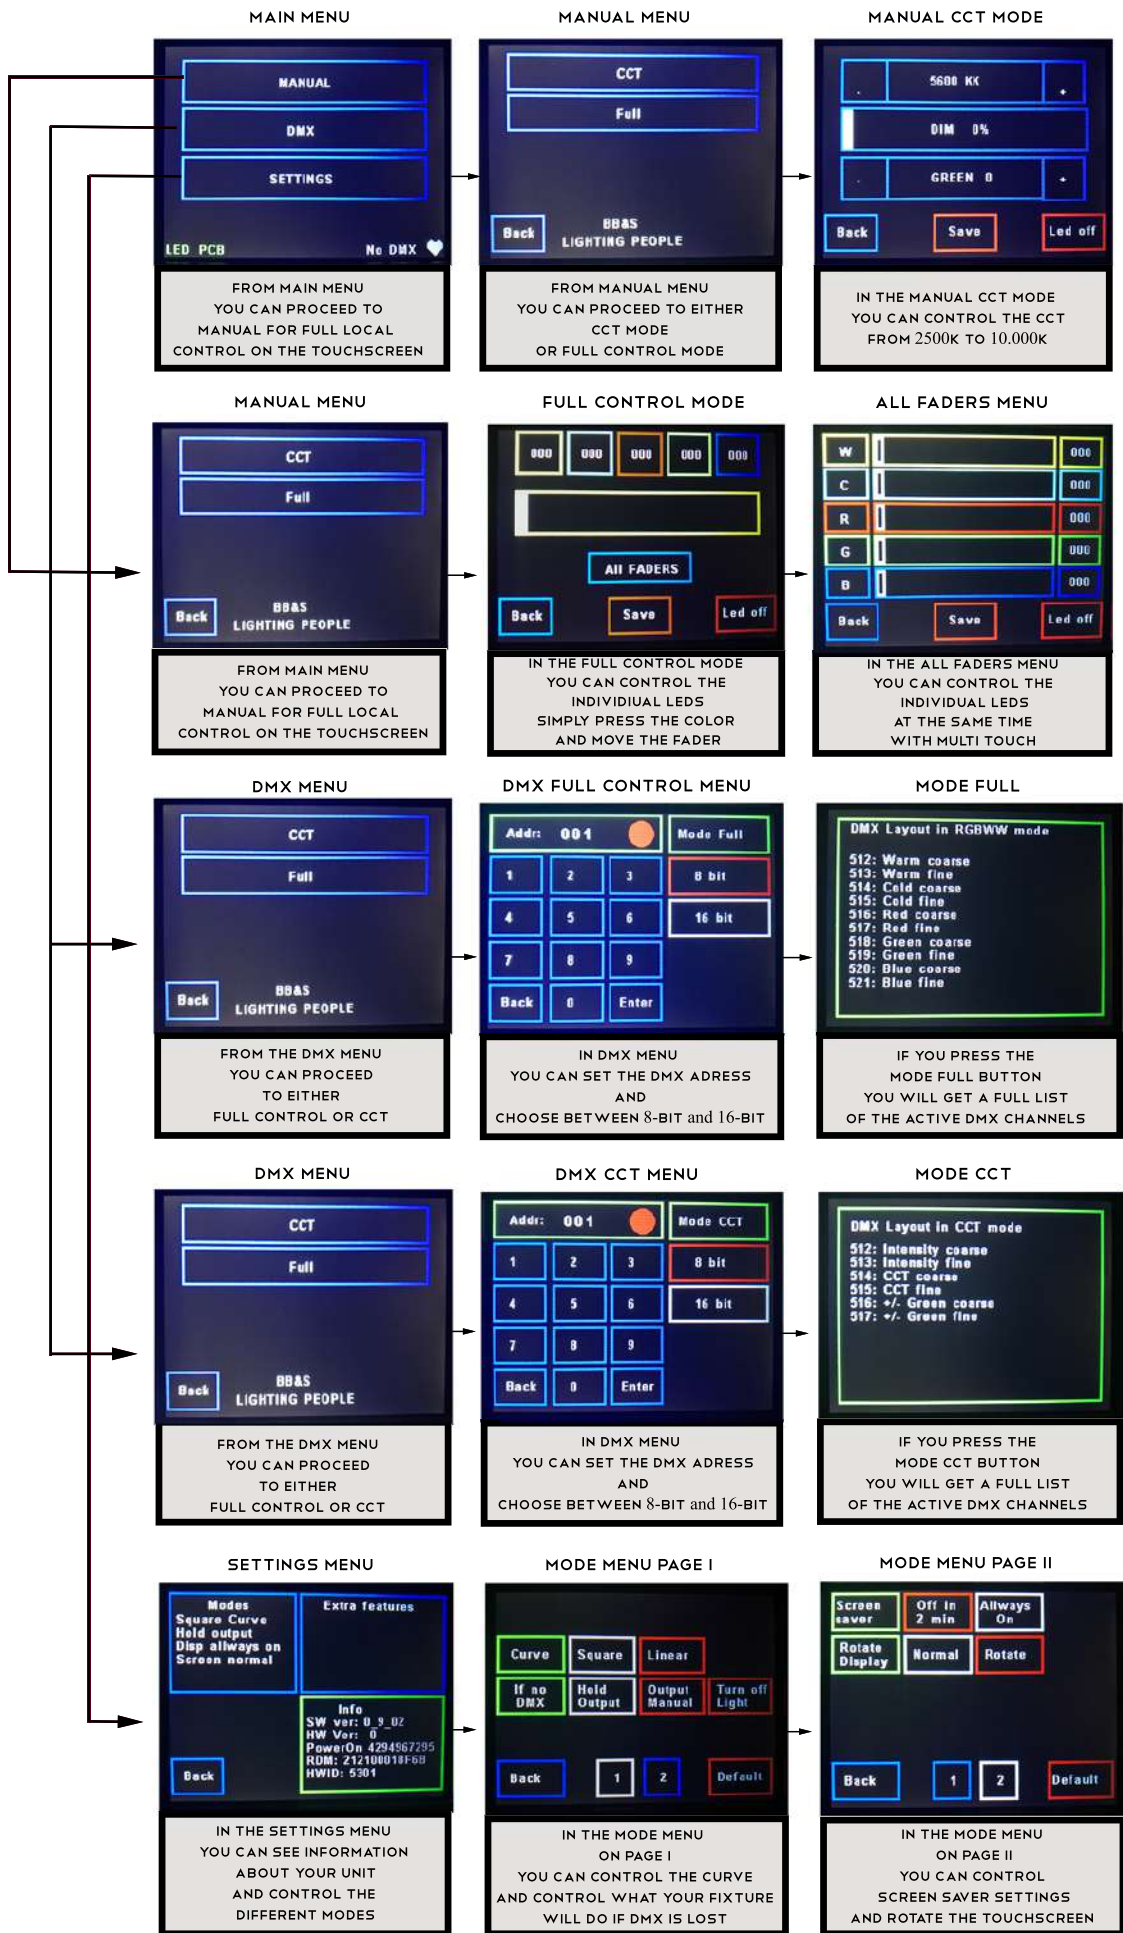 MAIN MENU
MANUAL
DMX
SETTINGS
LED PCB
No DMX
FROM MAIN MENU
YOU CAN PROCEED TO
MANUAL FOR FULL LOCAL
CONTROL ON THE TOUCHSCREEN
MANUAL MENU
CCT
Full
Back
BB&S
LIGHTING PEOPLE
FROM MANUAL MENU
YOU CAN PROCEED TO EITHER
CCT MODE
OR FULL CONTROL MODE
MANUAL CCT MODE
- 5600 KK +
DIM 0%
- GREEN 0 +
Back Save Led off
IN THE MANUAL CCT MODE
YOU CAN CONTROL THE CCT
FROM 2500K TO 10.000K
MANUAL MENU
CCT
Full
Back
BB&S
LIGHTING PEOPLE
FROM MAIN MENU
YOU CAN PROCEED TO
MANUAL FOR FULL LOCAL
CONTROL ON THE TOUCHSCREEN
FULL CONTROL MODE
000 000 000 000 000
All FADERS
Back Save Led off
IN THE FULL CONTROL MODE
YOU CAN CONTROL THE
INDIVIDIUAL LEDS
SIMPLY PRESS THE COLOR
AND MOVE THE FADER
ALL FADERS MENU
W 000
C 000
R 000
G 000
B 000
Back Save Led off
IN THE ALL FADERS MENU
YOU CAN CONTROL THE
INDIVIDUAL LEDS
AT THE SAME TIME
WITH MULTI TOUCH
DMX MENU
CCT
Full
Back
BB&S
LIGHTING PEOPLE
FROM THE DMX MENU
YOU CAN PROCEED
TO EITHER
FULL CONTROL OR CCT
DMX FULL CONTROL MENU
Addr: 001 Mode Full
1 2 3 8 bit
4 5 6 16 bit
7 8 9
Back 0 Enter
IN DMX MENU
YOU CAN SET THE DMX ADRESS
AND
CHOOSE BETWEEN 8-BIT and 16-BIT
MODE FULL
DMX Layout in RGBWW mode
512: Warm coarse
513: Warm fine
514: Cold coarse
515: Cold fine
516: Red coarse
517: Red fine
518: Green coarse
519: Green fine
520: Blue coarse
521: Blue fine
IF YOU PRESS THE
MODE FULL BUTTON
YOU WILL GET A FULL LIST
OF THE ACTIVE DMX CHANNELS
DMX MENU
CCT
Full
Back
BB&S
LIGHTING PEOPLE
FROM THE DMX MENU
YOU CAN PROCEED
TO EITHER
FULL CONTROL OR CCT
DMX CCT MENU
Addr: 001 Mode CCT
1 2 3 8 bit
4 5 6 16 bit
7 8 9
Back 0 Enter
IN DMX MENU
YOU CAN SET THE DMX ADRESS
AND
CHOOSE BETWEEN 8-BIT and 16-BIT
MODE CCT
DMX Layout in CCT mode
512: Intensity coarse
513: Intensity fine
514: CCT coarse
515: CCT fine
516: +/- Green coarse
517: +/- Green fine
IF YOU PRESS THE
MODE CCT BUTTON
YOU WILL GET A FULL LIST
OF THE ACTIVE DMX CHANNELS
SETTINGS MENU
Modes
Square Curve
Hold output
Disp allways on
Screen normal
Extra features
Info
SW ver: 0_9_02
HW Ver: 0
PowerOn 4294967295
RDM: 212100018F6B
HWID: 5301
Back
IN THE SETTINGS MENU
YOU CAN SEE INFORMATION
ABOUT YOUR UNIT
AND CONTROL THE
DIFFERENT MODES
MODE MENU PAGE I
Curve Square Linear
If no DMX Hold Output Output Manual Turn off Light
Back 1 2 Default
IN THE MODE MENU
ON PAGE I
YOU CAN CONTROL THE CURVE
AND CONTROL WHAT YOUR FIXTURE
WILL DO IF DMX IS LOST
MODE MENU PAGE II
Screen saver Off in 2 min Allways On
Rotate Display Normal Rotate
Back 1 2 Default
IN THE MODE MENU
ON PAGE II
YOU CAN CONTROL
SCREEN SAVER SETTINGS
AND ROTATE THE TOUCHSCREEN